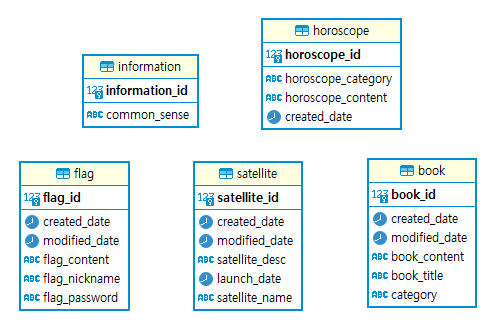 information
123 information_id
ABC common_sense
horoscope
123 horoscope_id
ABC horoscope_category
ABC horoscope_content
created_date
flag
123 flag_id
created_date
modified_date
ABC flag_content
ABC flag_nickname
ABC flag_password
satellite
123 satellite_id
created_date
modified_date
ABC satellite_desc
launch_date
ABC satellite_name
book
123 book_id
created_date
modified_date
ABC book_content
ABC book_title
ABC category